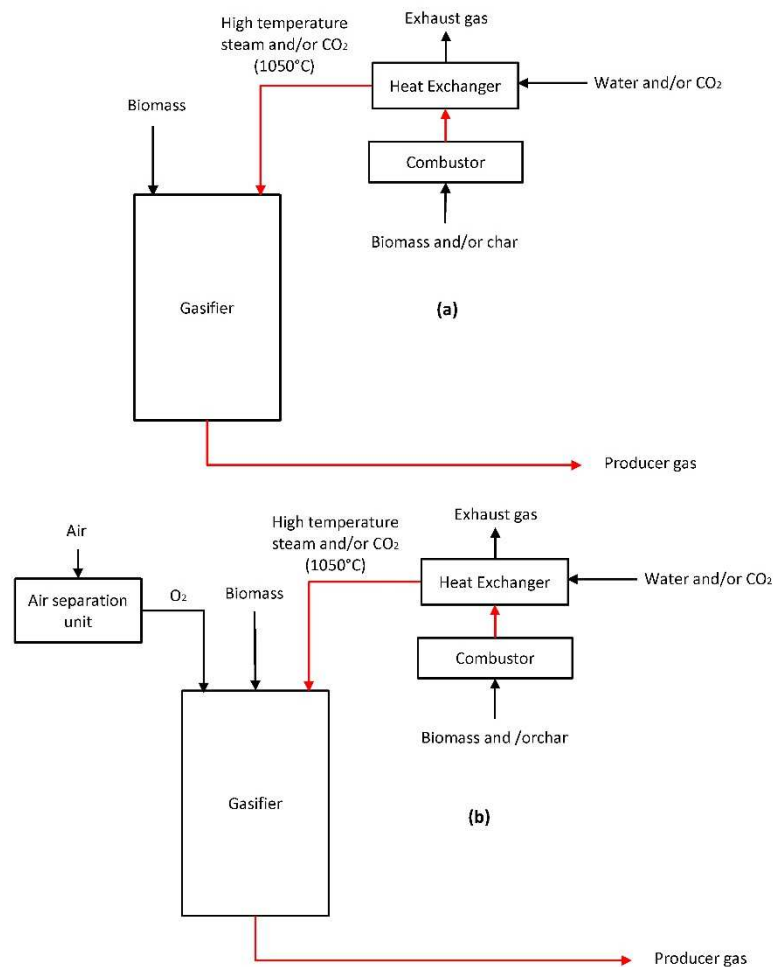 High temperature
steam and/or CO₂
(1050°C)
Exhaust gas
Heat Exchanger
Water and/or CO₂
Biomass
Combustor
Biomass and/or char
Gasifier
(a)
Producer gas
Air
High temperature
steam and/or CO₂
(1050°C)
Exhaust gas
Heat Exchanger
Water and/or CO₂
Air separation
unit
O₂
Biomass
Combustor
Biomass and /orchar
Gasifier
(b)
Producer gas